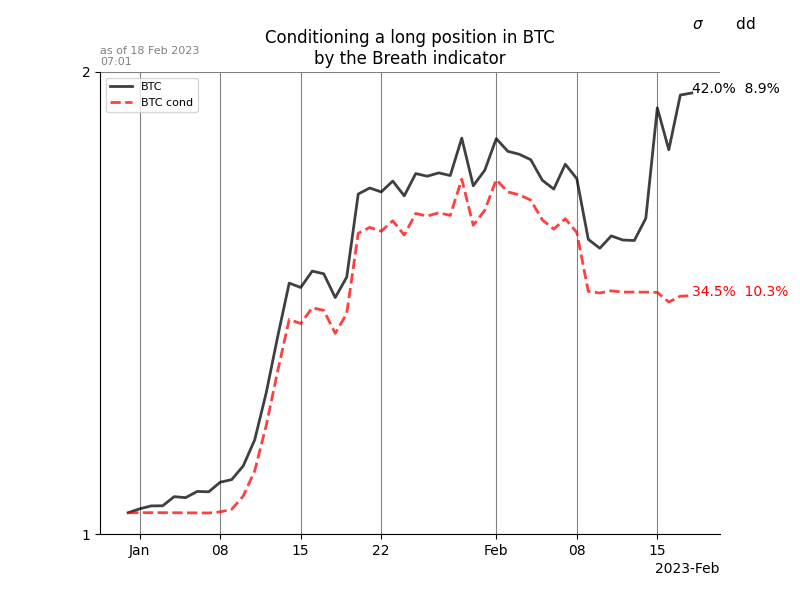 σ dd
Conditioning a long position in BTC
by the Breath indicator
as of 18 Feb 2023
07:01
2
BTC
BTC cond
42.0% 8.9%
34.5% 10.3%
1
Jan 08 15 22 Feb 08 15
2023-Feb